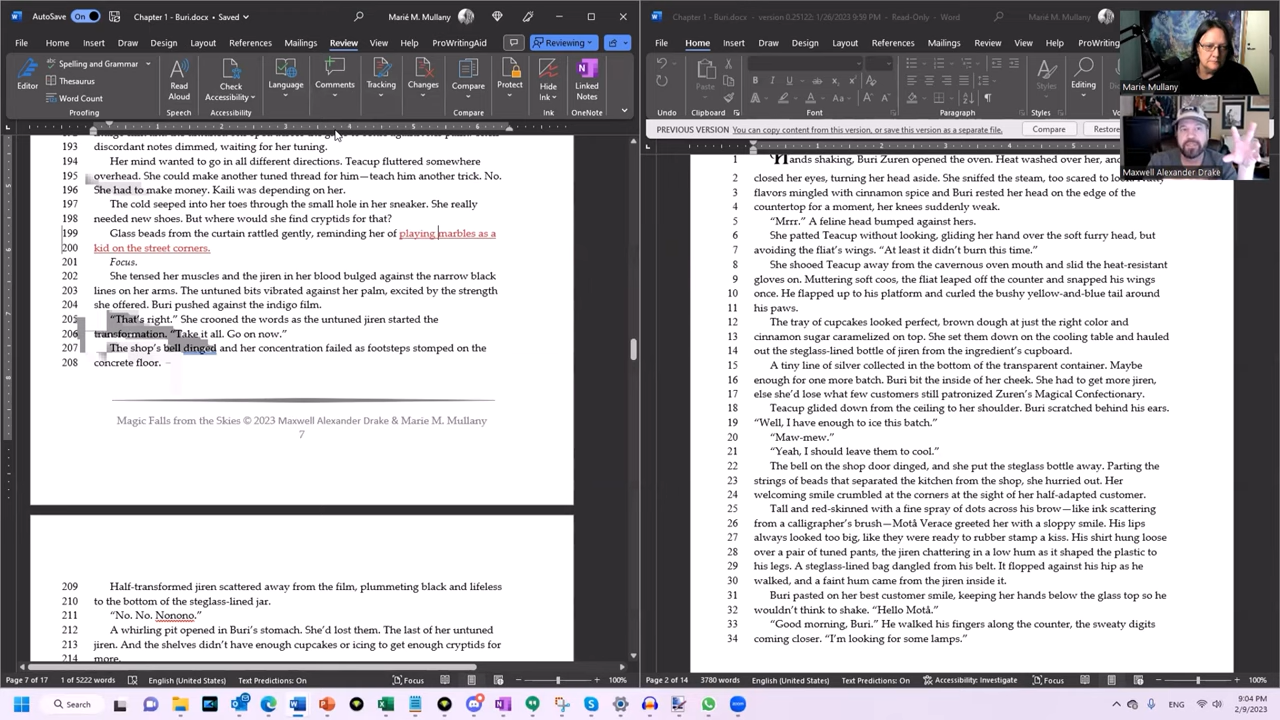 AutoSave On Chapter 1 - Buri.docx • Saved Marié M. Mullany
File Home Insert Draw Design Layout References Mailings Review View Help ProWritingAid Reviewing
Editor
Spelling and Grammar
Thesaurus
Word Count
Proofing
Read Aloud
Speech
Check Accessibility
Accessibility
Language
Comments
Tracking
Changes
Compare
Compare
Protect
Hide Ink
Ink
Linked Notes
OneNote
193 discordant notes dimmed, waiting for her tuning.
194 Her mind wanted to go in all different directions. Teacup fluttered somewhere
195 overhead. She could make another tuned thread for him—teach him another trick. No.
196 She had to make money. Kaili was depending on her.
197 The cold seeped into her toes through the small hole in her sneaker. She really
198 needed new shoes. But where would she find cryptids for that?
199 Glass beads from the curtain rattled gently, reminding her of playing marbles as a
200 kid on the street corners.
201 Focus.
202 She tensed her muscles and the jiren in her blood bulged against the narrow black
203 lines on her arms. The untuned bits vibrated against her palm, excited by the strength
204 she offered. Buri pushed against the indigo film.
205 “That’s right.” She crooned the words as the untuned jiren started the
206 transformation. “Take it all. Go on now.”
207 The shop’s bell dinged and her concentration failed as footsteps stomped on the
208 concrete floor.
Magic Falls from the Skies © 2023 Maxwell Alexander Drake & Marie M. Mullany
7
209 Half-transformed jiren scattered away from the film, plummeting black and lifeless
210 to the bottom of the steglass-lined jar.
211 “No. No. Nonono.”
212 A whirling pit opened in Buri’s stomach. She’d lost them. The last of her untuned
213 jiren. And the shelves didn’t have enough cupcakes or icing to get enough cryptids for
214 more.
Page 7 of 17 1 of 5222 words English (United States) Text Predictions: On Focus 100%
Chapter 1 - Buri.docx - version 0.25122: 1/26/2023 9:59 PM - Read-Only - Word Marié M. Mullany
File Home Insert Draw Design Layout References Mailings Review View Help ProWritingAid
Undo
Paste
Clipboard
Font
Paragraph
Styles
Editing
PREVIOUS VERSION You can copy content from this version, or save this version as a separate file. Compare Restore
Marie Mullany
Maxwell Alexander Drake
1 Hands shaking, Buri Zuren opened the oven. Heat washed over her, and
2 closed her eyes, turning her head aside. She sniffed the steam, too scared to look.
3 flavors mingled with cinnamon spice and Buri rested her head on the edge of the
4 countertop for a moment, her knees suddenly weak.
5 “Mrrr.” A feline head bumped against hers.
6 She patted Teacup without looking, gliding her hand over the soft furry head, but
7 avoiding the fliat’s wings. “At least it didn’t burn this time.”
8 She shooed Teacup away from the cavernous oven mouth and slid the heat-resistant
9 gloves on. Muttering soft coos, the fliat leaped off the counter and snapped his wings
10 once. He flapped up to his platform and curled the bushy yellow-and-blue tail around
11 his paws.
12 The tray of cupcakes looked perfect, brown dough at just the right color and
13 cinnamon sugar caramelized on top. She set them down on the cooling table and hauled
14 out the steglass-lined bottle of jiren from the ingredient’s cupboard.
15 A tiny line of silver collected in the bottom of the transparent container. Maybe
16 enough for one more batch. Buri bit the inside of her cheek. She had to get more jiren,
17 else she’d lose what few customers still patronized Zuren’s Magical Confectionary.
18 Teacup glided down from the ceiling to her shoulder. Buri scratched behind his ears.
19 “Well, I have enough to ice this batch.”
20 “Maw-mew.”
21 “Yeah, I should leave them to cool.”
22 The bell on the shop door dinged, and she put the steglass bottle away. Parting the
23 strings of beads that separated the kitchen from the shop, she hurried out. Her
24 welcoming smile crumbled at the corners at the sight of her half-adapted customer.
25 Tall and red-skinned with a fine spray of dots across his brow—like ink scattering
26 from a calligrapher’s brush—Motå Verace greeted her with a sloppy smile. His lips
27 always looked too big, like they were ready to rubber stamp a kiss. His shirt hung loose
28 over a pair of tuned pants, the jiren chattering in a low hum as it shaped the plastic to
29 his legs. A steglass-lined bag dangled from his belt. It flopped against his hip as he
30 walked, and a faint hum came from the jiren inside it.
31 Buri pasted on her best customer smile, keeping her hands below the glass top so he
32 wouldn’t think to shake. “Hello Motå.”
33 “Good morning, Buri.” He walked his fingers along the counter, the sweaty digits
34 coming closer. “I’m looking for some lamps.”
Page 2 of 14 3780 words English (United States) Text Predictions: On Accessibility: Investigate Focus 100%
Search
ENG
9:04 PM
2/9/2023